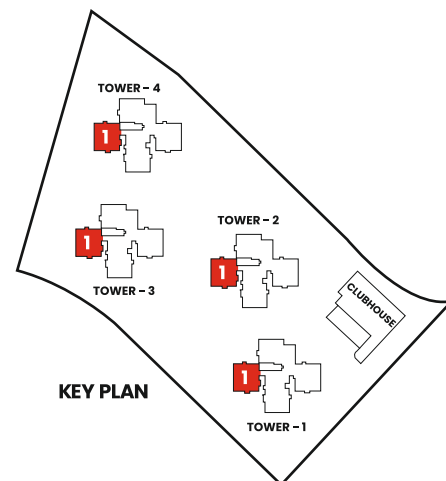 TOWER - 4
1
1
TOWER - 3
TOWER - 2
1
CLUBHOUSE
1
TOWER - 1
KEY PLAN